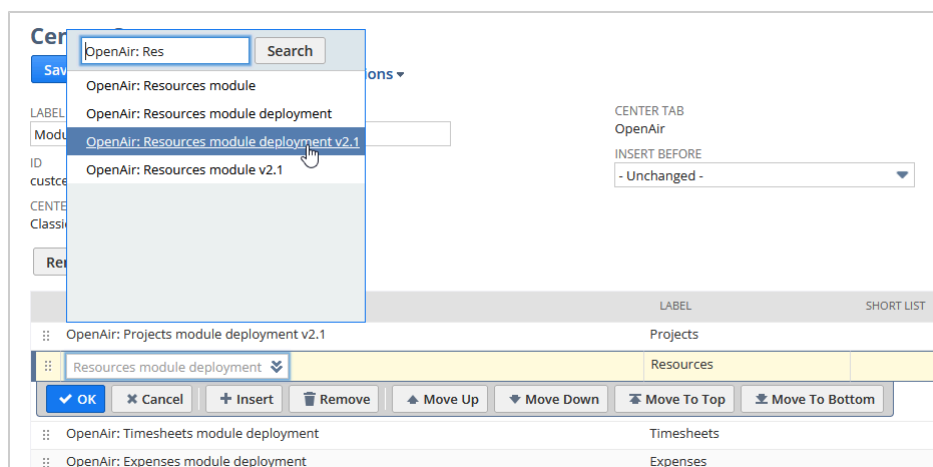 Cer
OpenAir: Res
Search
Sav
ions
OpenAir: Resources module
OpenAir: Resources module deployment
OpenAir: Resources module deployment v2.1
OpenAir: Resources module v2.1
LABEL
Modu
ID
custce
CENTE
Classi
CENTER TAB
OpenAir
INSERT BEFORE
- Unchanged -
Rer
LABEL
SHORT LIST
OpenAir: Projects module deployment v2.1
Projects
Resources module deployment
Resources
OK
Cancel
Insert
Remove
Move Up
Move Down
Move To Top
Move To Bottom
OpenAir: Timesheets module deployment
Timesheets
OpenAir: Expenses module deployment
Expenses